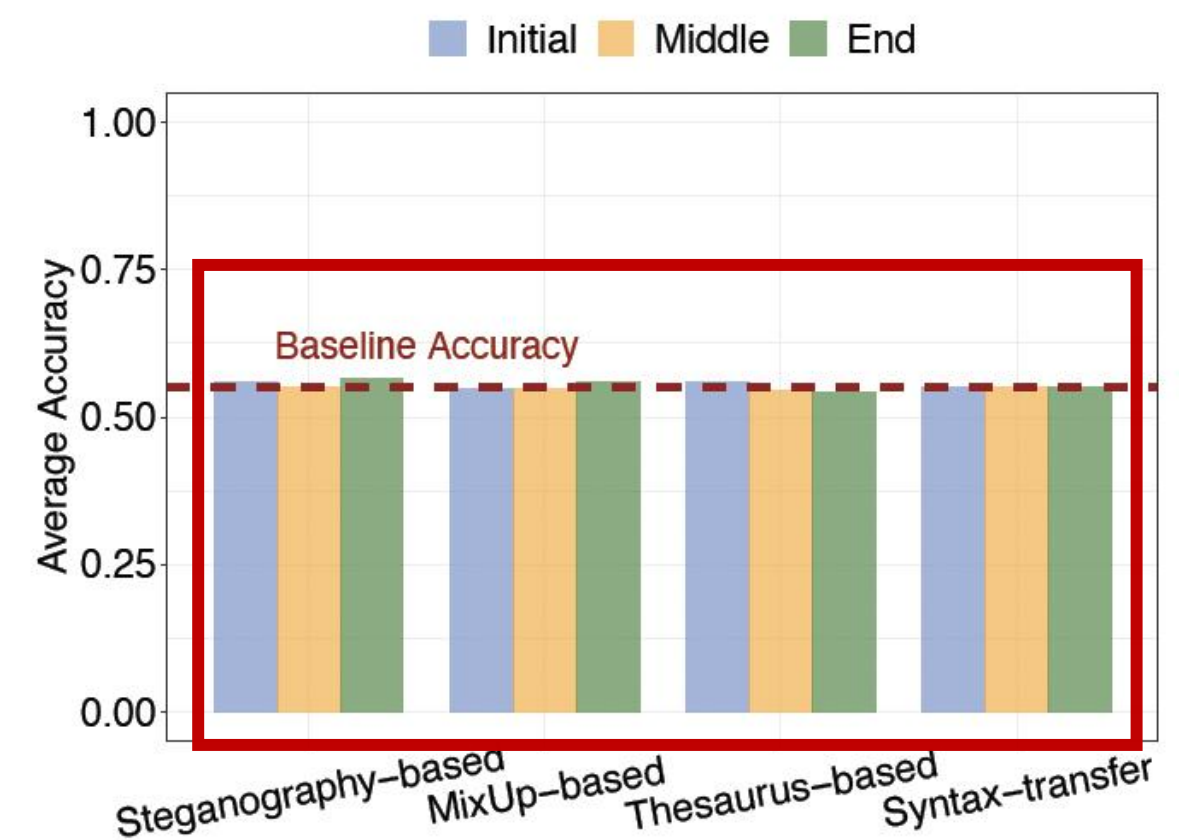 Initial Middle End
1.00
0.75
0.50
0.25
0.00
Average Accuracy
Baseline Accuracy
Steganography–based
MixUp–based
Thesaurus–based
Syntax–transfer